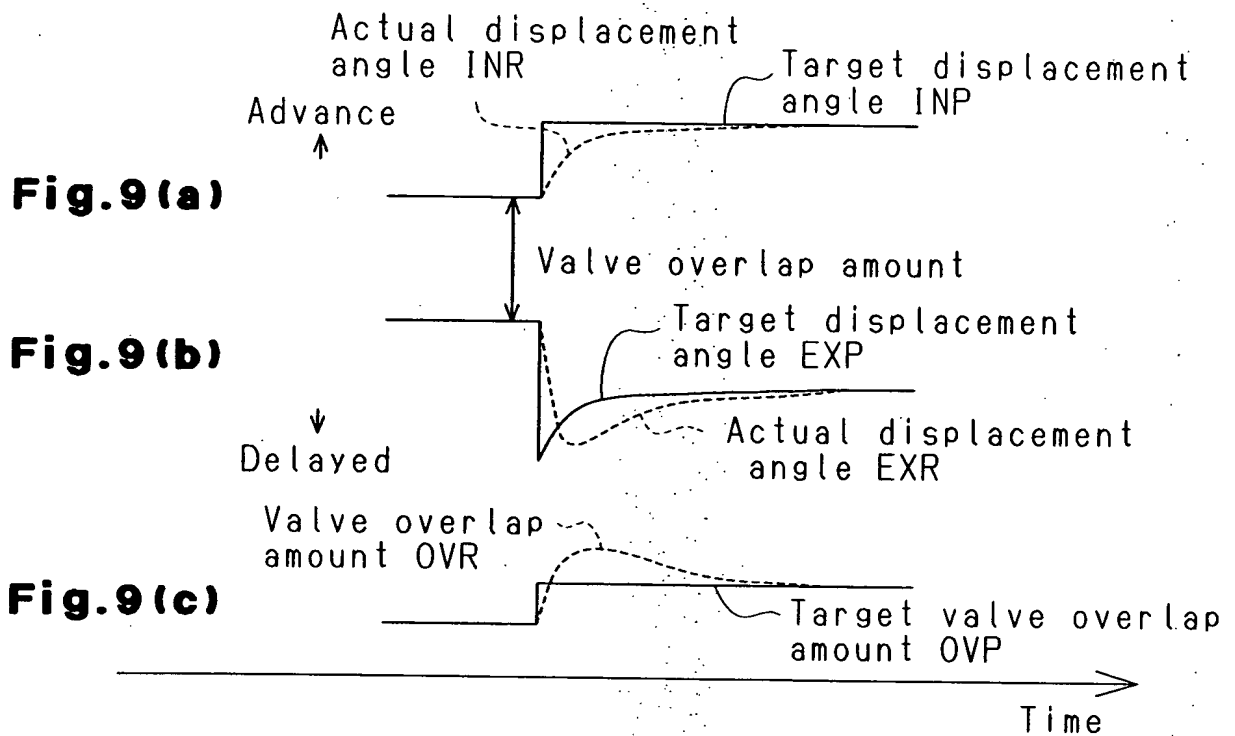 Actual displacement
angle INR
Target displacement
angle INP
Advance
Fig.9(a)
Valve overlap amount
Target displacement
angle EXP
Fig.9(b)
Actual displacement
angle EXR
Delayed
Valve overlap
amount OVR
Fig.9(c)
Target valve overlap
amount OVP
Time